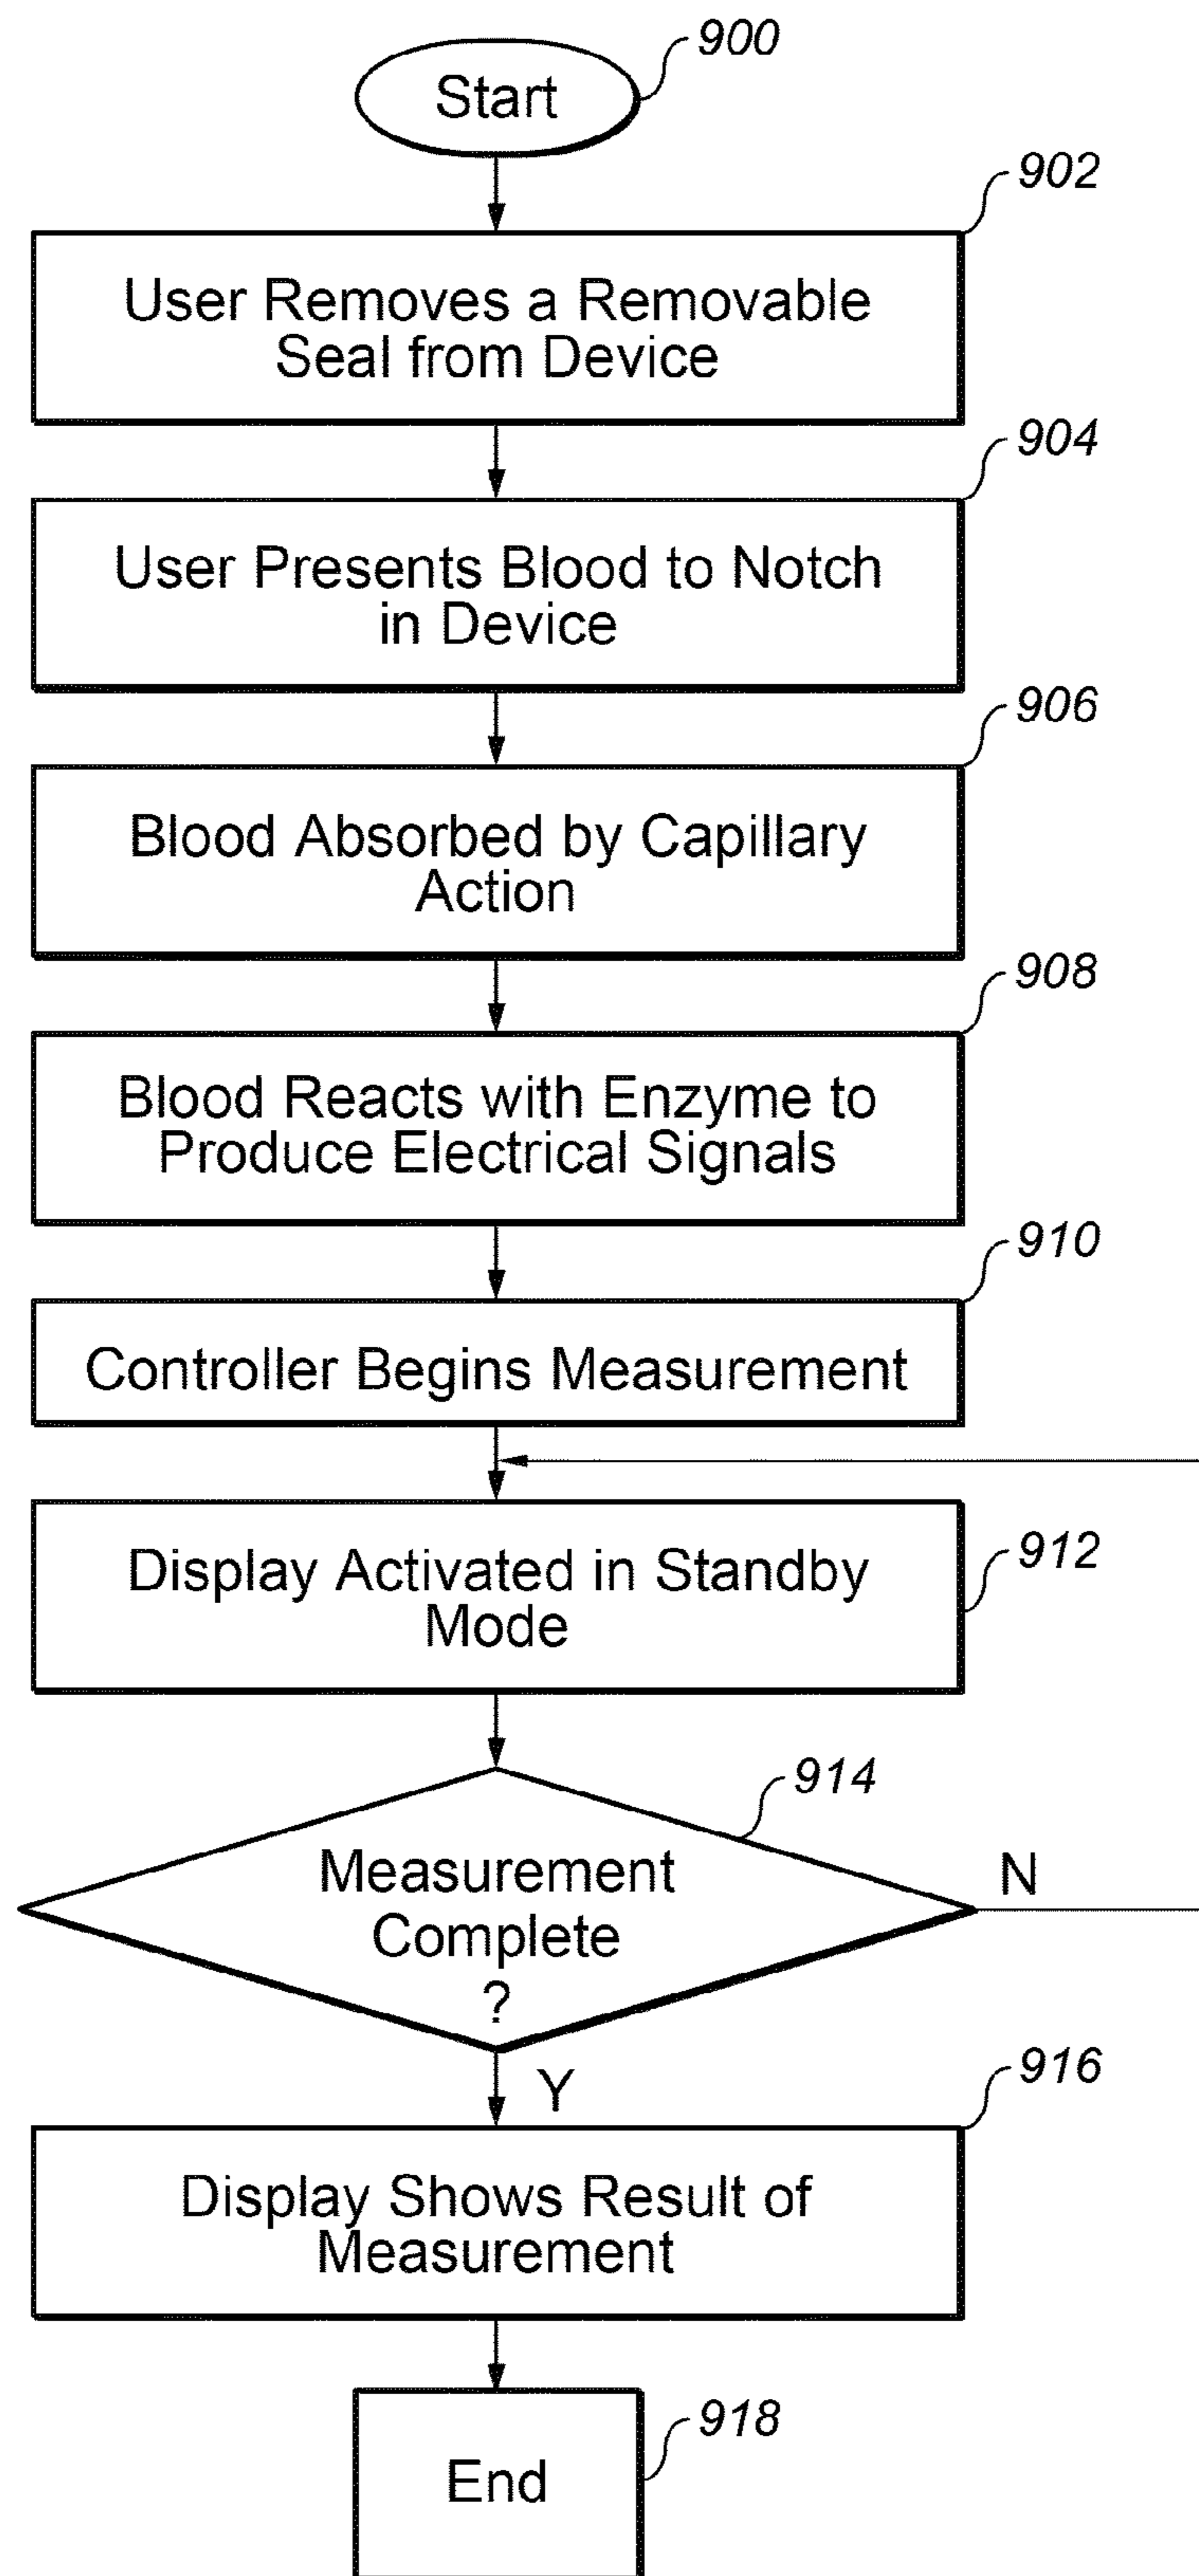 900
Start
902
User Removes a Removable
Seal from Device
904
User Presents Blood to Notch
in Device
906
Blood Absorbed by Capillary
Action
908
Blood Reacts with Enzyme to
Produce Electrical Signals
910
Controller Begins Measurement
912
Display Activated in Standby
Mode
914
Measurement
Complete
?
N
Y
916
Display Shows Result of
Measurement
918
End